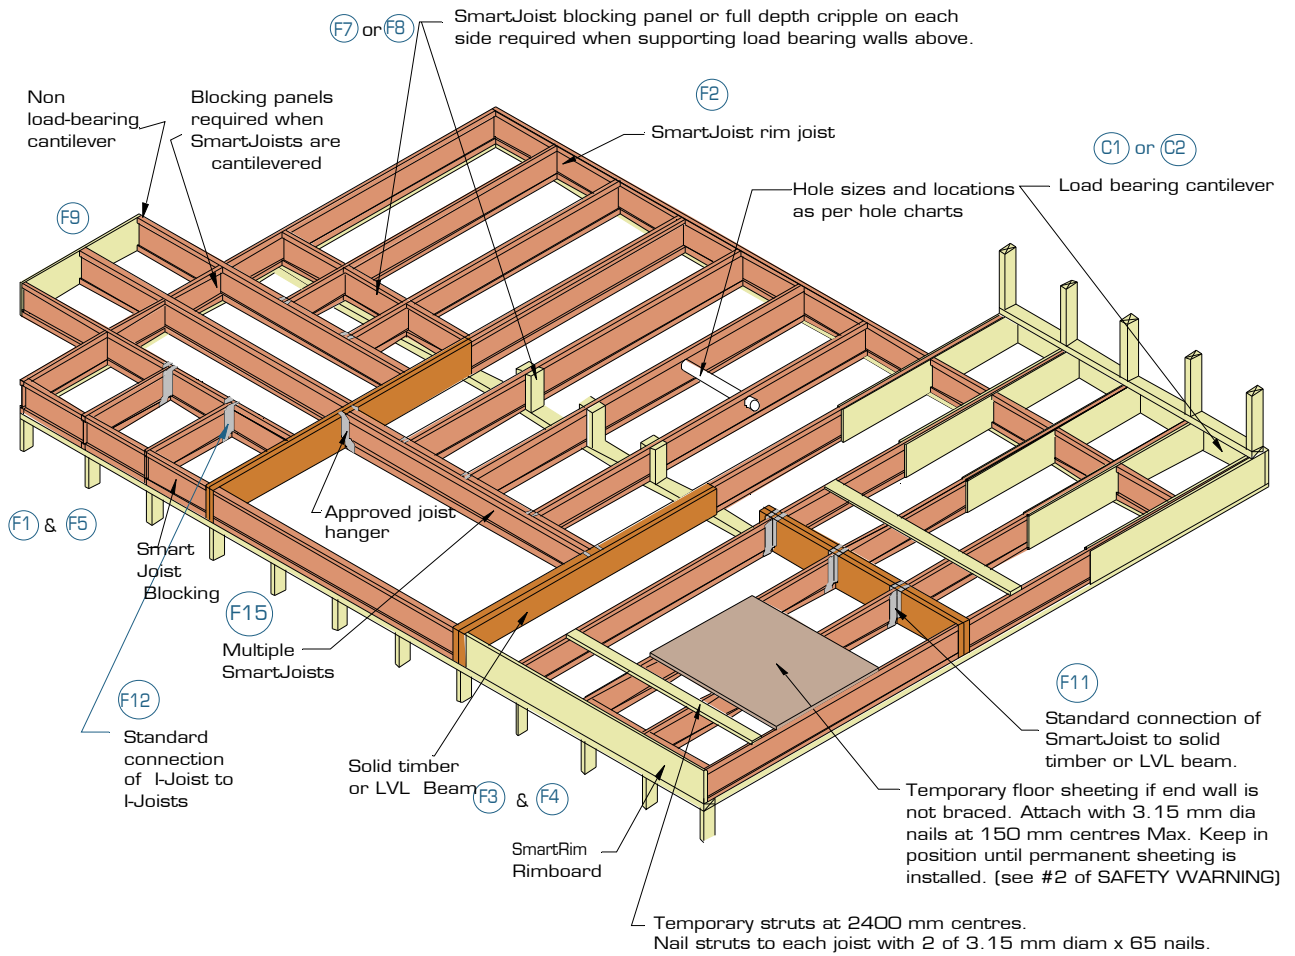 F7 or F8
SmartJoist blocking panel or full depth cripple on each
side required when supporting load bearing walls above.
Non
load-bearing
cantilever
Blocking panels
required when
SmartJoists are
cantilevered
F2
SmartJoist rim joist
C1 or C2
Load bearing cantilever
Hole sizes and locations
as per hole charts
F9
F1 & F5
Smart
Joist
Blocking
Approved joist
hanger
F15
Multiple
SmartJoists
F12
Standard
connection
of I-Joist to
I-Joists
Solid timber
or LVL Beam
F3 & F4
SmartRim
Rimboard
F11
Standard connection of
SmartJoist to solid
timber or LVL beam.
Temporary floor sheeting if end wall is
not braced. Attach with 3.15 mm dia
nails at 150 mm centres Max. Keep in
position until permanent sheeting is
installed. (see #2 of SAFETY WARNING)
Temporary struts at 2400 mm centres.
Nail struts to each joist with 2 of 3.15 mm diam x 65 nails.